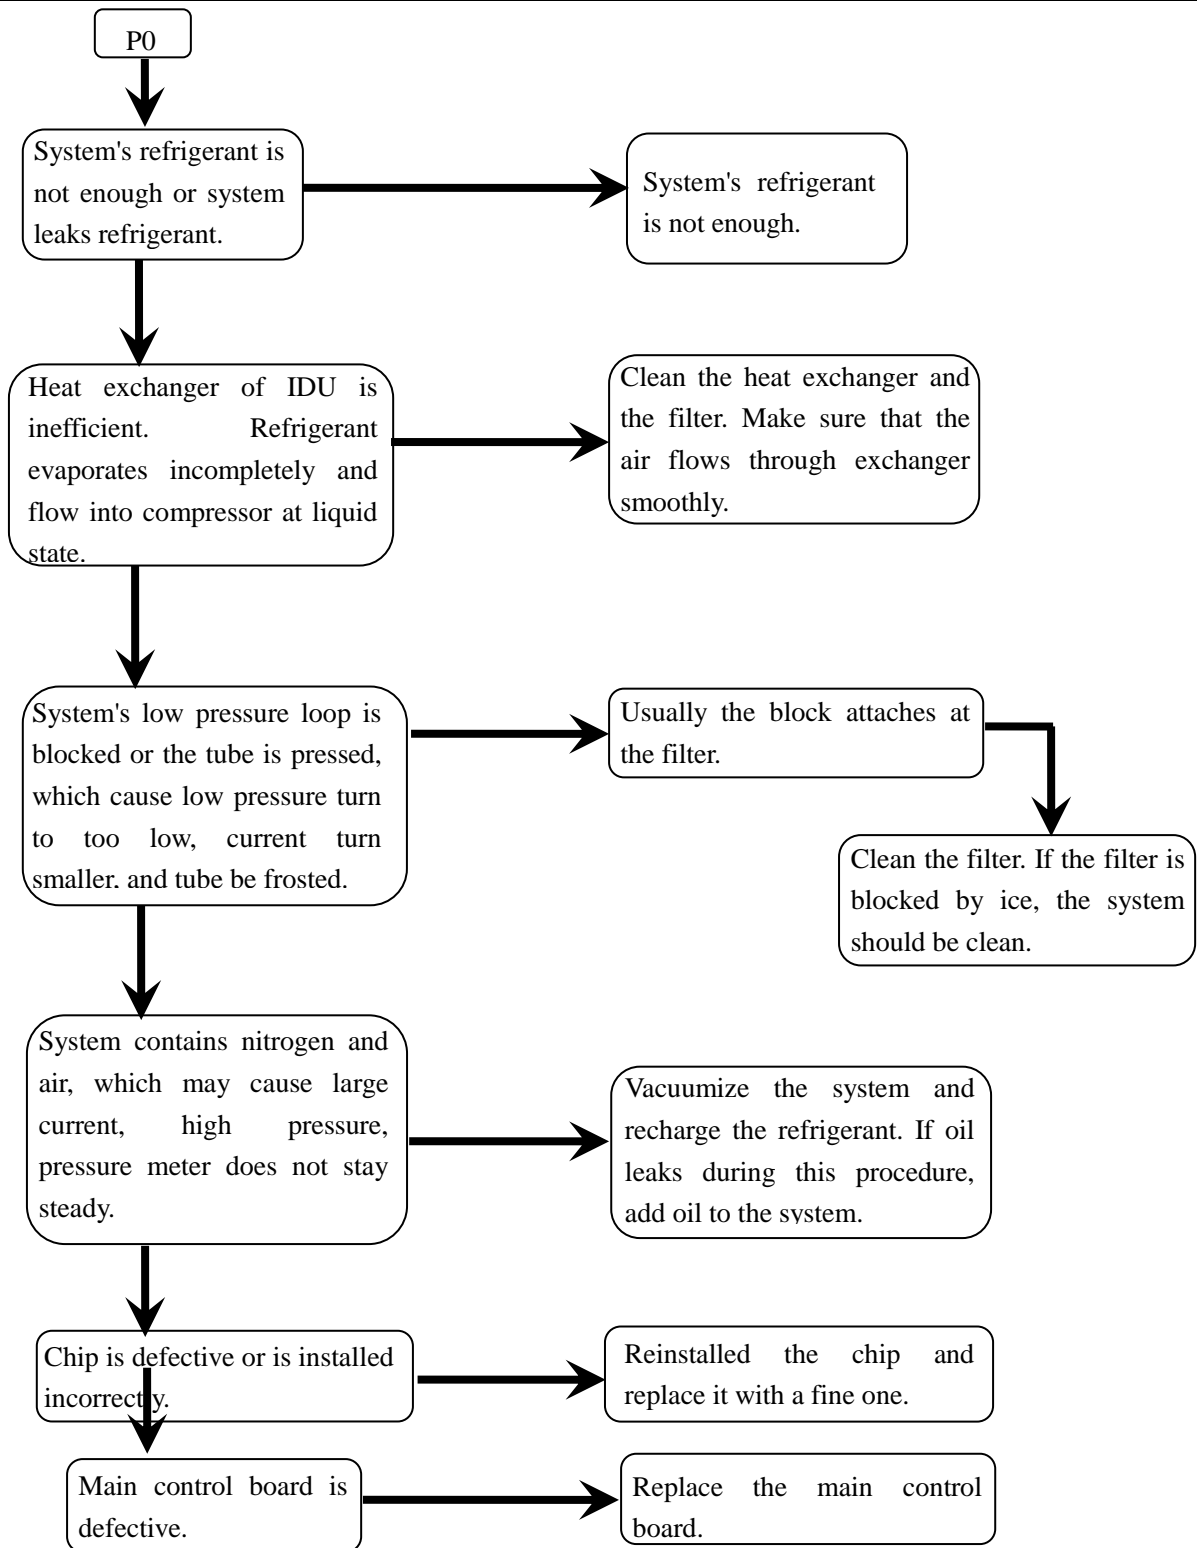 P0
System's refrigerant is
not enough or system
leaks refrigerant.
System's refrigerant
is not enough.
Heat exchanger of IDU is
inefficient. Refrigerant
evaporates incompletely and
flow into compressor at liquid
state.
Clean the heat exchanger and
the filter. Make sure that the
air flows through exchanger
smoothly.
System's low pressure loop is
blocked or the tube is pressed,
which cause low pressure turn
to too low, current turn
smaller, and tube be frosted.
Usually the block attaches at
the filter.
Clean the filter. If the filter is
blocked by ice, the system
should be clean.
System contains nitrogen and
air, which may cause large
current, high pressure,
pressure meter does not stay
steady.
Vacuumize the system and
recharge the refrigerant. If oil
leaks during this procedure,
add oil to the system.
Chip is defective or is installed
incorrectly.
Reinstalled the chip and
replace it with a fine one.
Main control board is
defective.
Replace the main control
board.